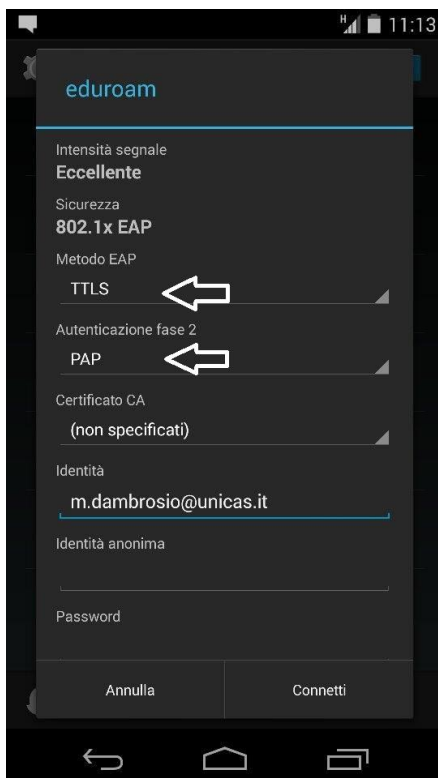 H 11:13
eduroam
Intensità segnale
Eccellente
Sicurezza
802.1x EAP
Metodo EAP
TTLS
Autenticazione fase 2
PAP
Certificato CA
(non specificati)
Identità
m.dambrosio@unicas.it
Identità anonima
Password
Annulla Connetti